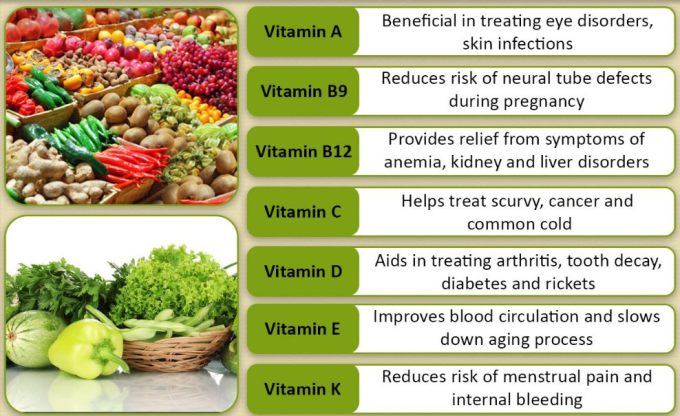 Vitamin A
Beneficial in treating eye disorders,
skin infections
Vitamin B9
Reduces risk of neural tube defects
during pregnancy
Vitamin B12
Provides relief from symptoms of
anemia, kidney and liver disorders
Vitamin C
Helps treat scurvy, cancer and
common cold
Vitamin D
Aids in treating arthritis, tooth decay,
diabetes and rickets
Vitamin E
Improves blood circulation and slows
down aging process
Vitamin K
Reduces risk of menstrual pain and
internal bleeding